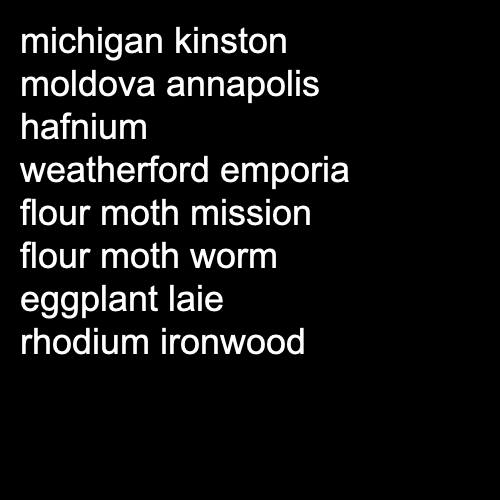 michigan kinston
moldova annapolis
hafnium
weatherford emporia
flour moth mission
flour moth worm
eggplant laie
rhodium ironwood